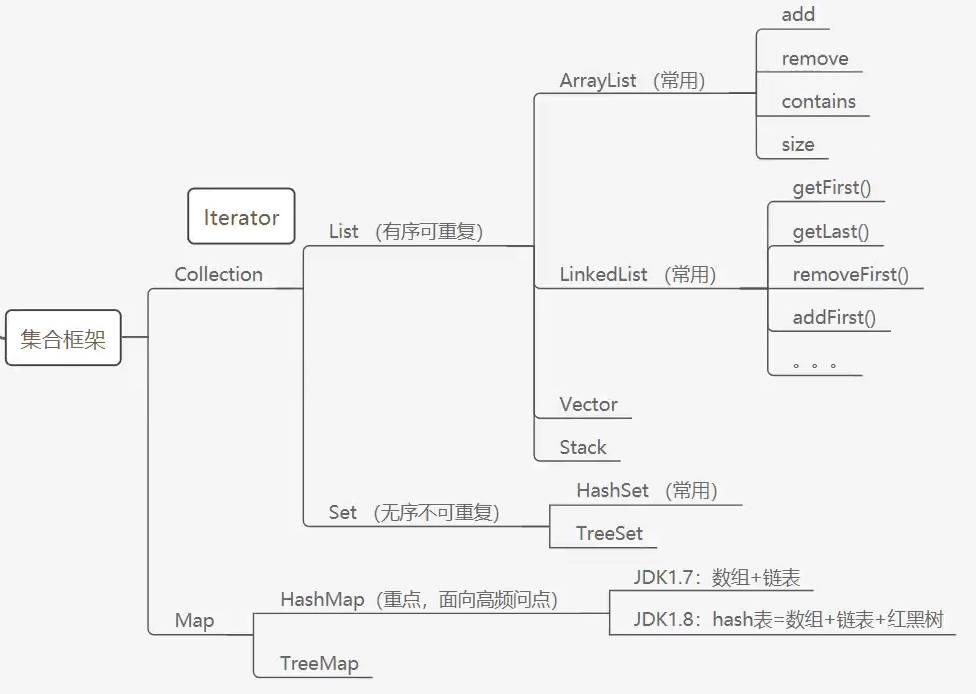 add
remove
ArrayList （常用）
contains
size
getFirst()
Iterator
List （有序可重复）
getLast()
Collection
LinkedList （常用）
removeFirst()
addFirst()
集合框架
。。。
Vector
Stack
HashSet （常用）
Set （无序不可重复）
TreeSet
JDK1.7：数组+链表
HashMap（重点，面向高频问点）
Map
JDK1.8：hash表=数组+链表+红黑树
TreeMap